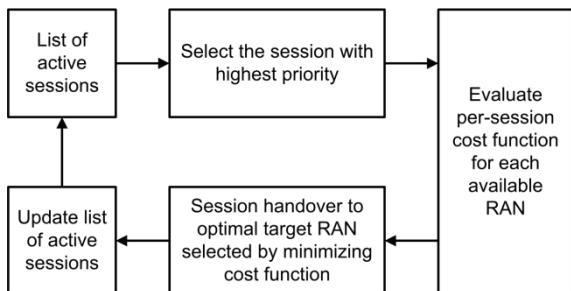 List of
active
sessions
Select the session with
highest priority
Evaluate
per-session
cost function
for each
available
RAN
Session handover to
optimal target RAN
selected by minimizing
cost function
Update list
of active
sessions